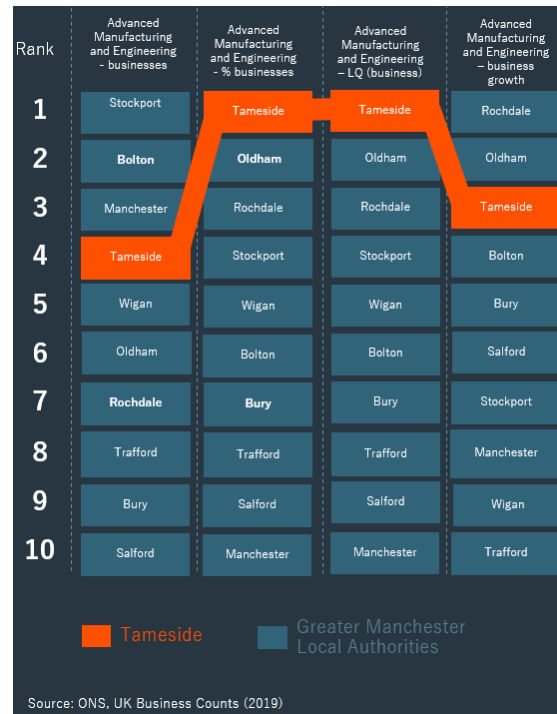 Rank
Advanced
Manufacturing
and Engineering
- businesses
Advanced
Manufacturing
and Engineering
- % businesses
Advanced
Manufacturing
and Engineering
– LQ (business)
Advanced
Manufacturing
and Engineering
– business
growth
1
Stockport
Tameside
Tameside
Rochdale
2
Bolton
Oldham
Oldham
Oldham
3
Manchester
Rochdale
Rochdale
Tameside
4
Tameside
Stockport
Stockport
Bolton
5
Wigan
Wigan
Wigan
Bury
6
Oldham
Bolton
Bolton
Salford
7
Rochdale
Bury
Bury
Stockport
8
Trafford
Trafford
Trafford
Manchester
9
Bury
Salford
Salford
Wigan
10
Salford
Manchester
Manchester
Trafford
Tameside
Greater Manchester
Local Authorities
Source: ONS, UK Business Counts (2019)